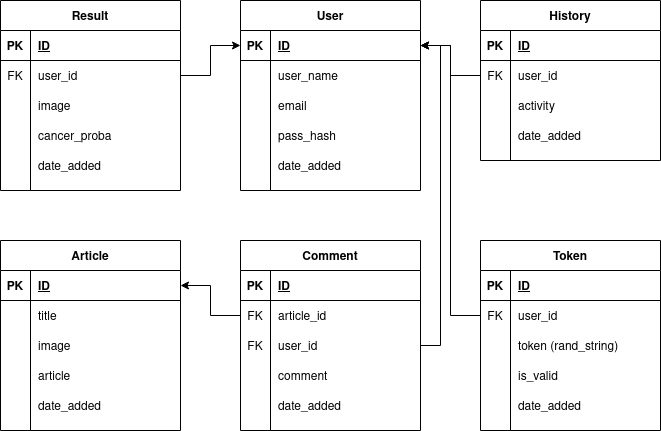 Result
PK ID
FK user_id
image
cancer_proba
date_added
User
PK ID
user_name
email
pass_hash
date_added
History
PK ID
FK user_id
activity
date_added
Article
PK ID
title
image
article
date_added
Comment
PK ID
FK article_id
FK user_id
comment
date_added
Token
PK ID
FK user_id
token (rand_string)
is_valid
date_added